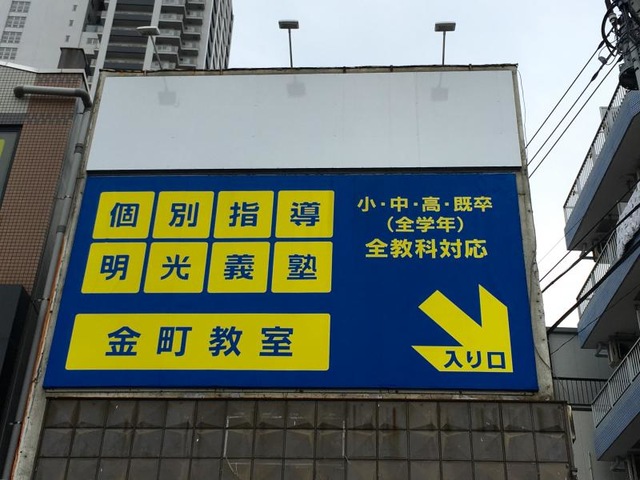 個別指導
明光義塾
金町教室
小・中・高・既卒
(全学年)
全教科対応
入り口